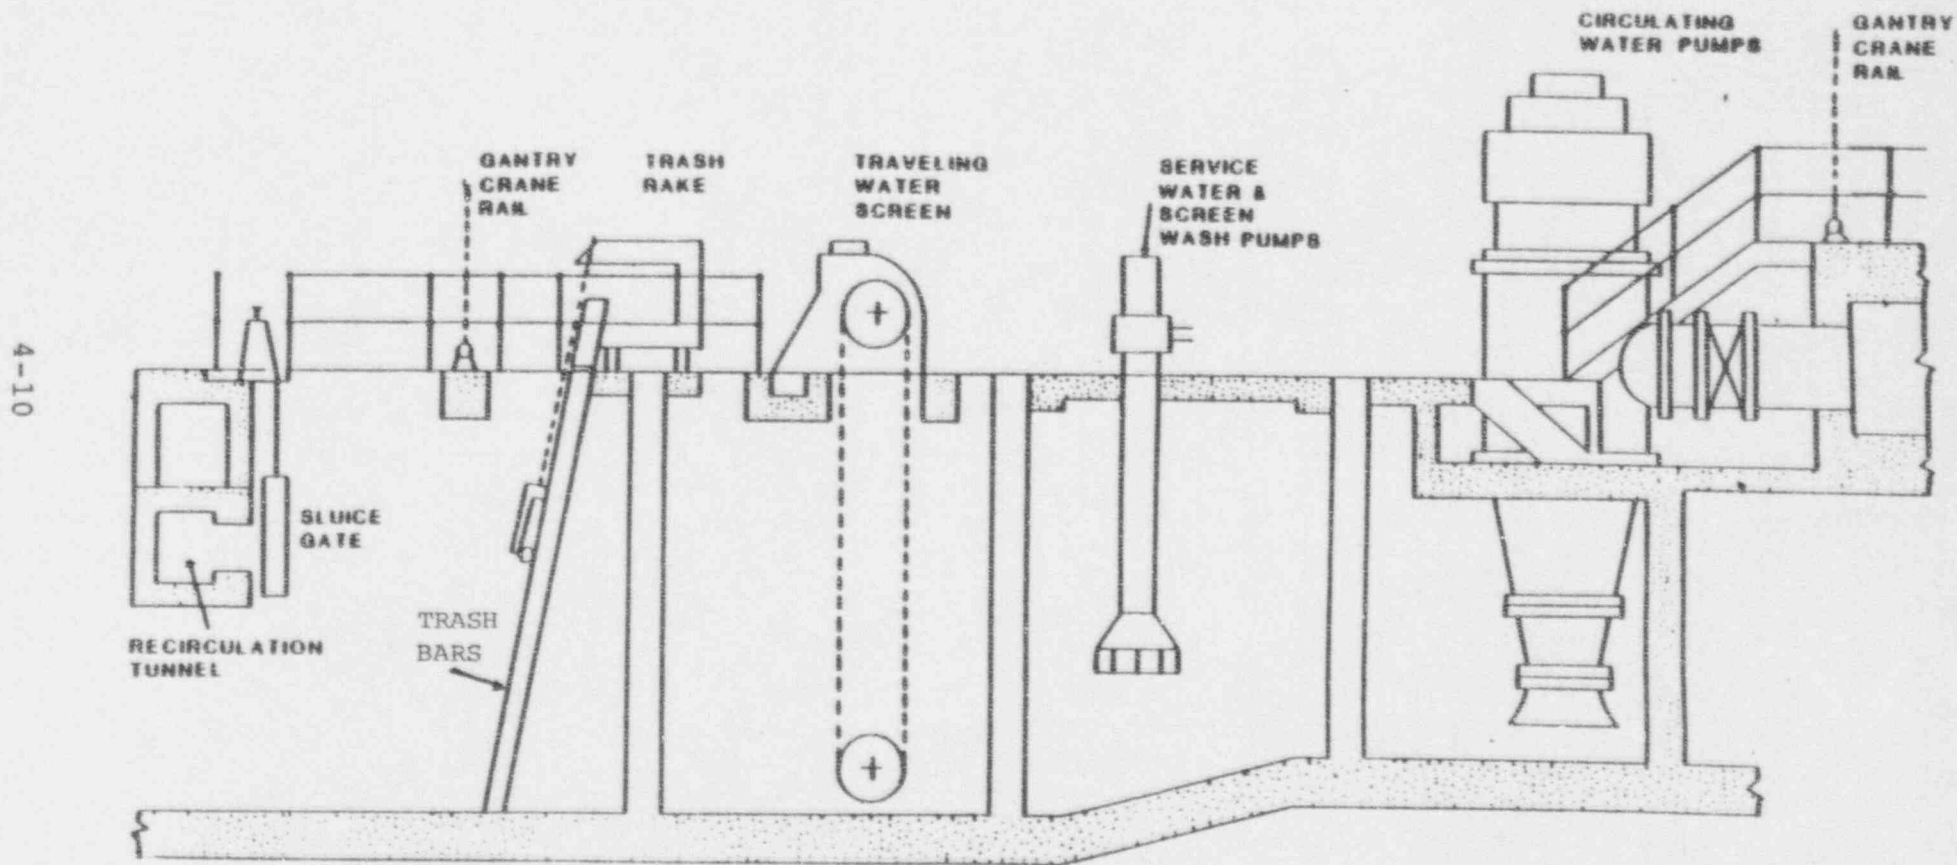 CIRCULATING
WATER PUMPS
GANTRY
CRANE
RAIL
GANTRY
CRANE
RAIL
TRASH
RAKE
TRAVELING
WATER
SCREEN
SERVICE
WATER &
SCREEN
WASH PUMPS
4-10
SLUICE
GATE
TRASH
BARS
RECIRCULATION
TUNNEL